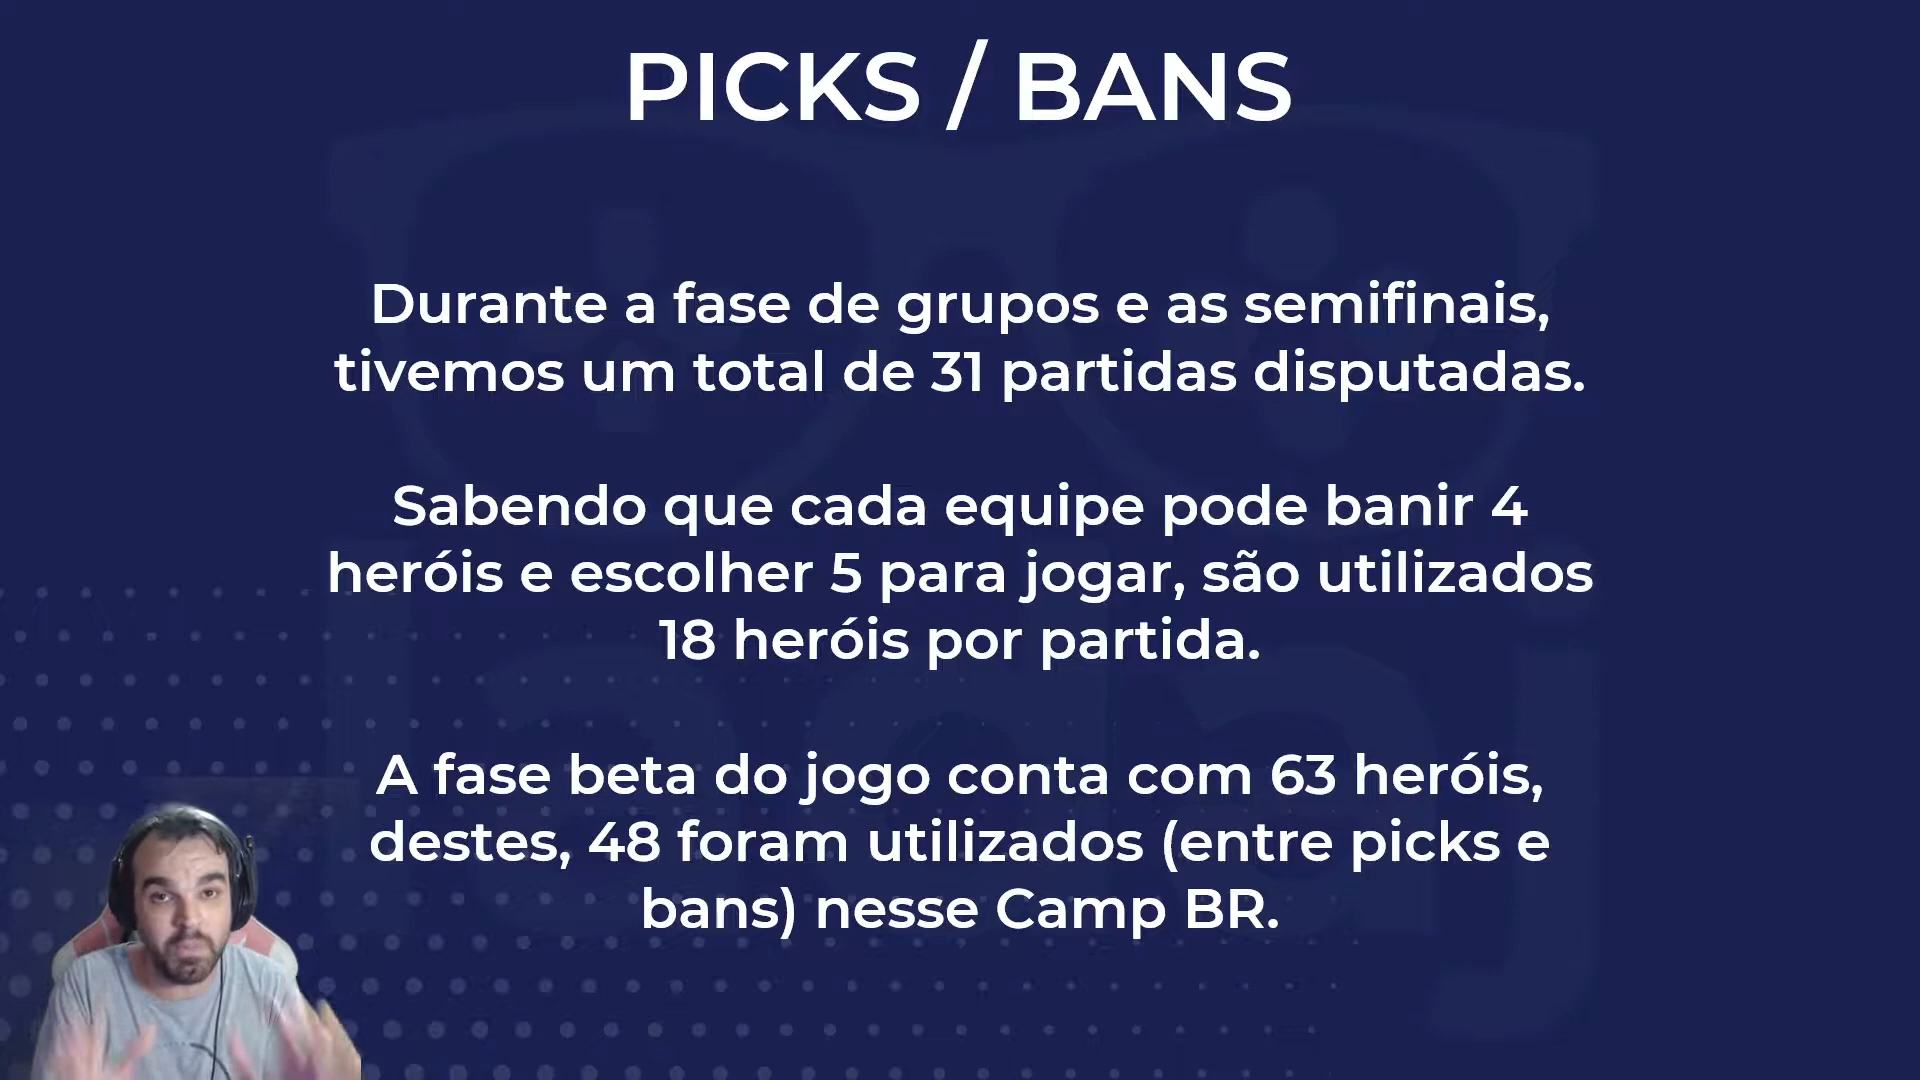 PICKS / BANS
Durante a fase de grupos e as semifinais,
tivemos um total de 31 partidas disputadas.
Sabendo que cada equipe pode banir 4
heróis e escolher 5 para jogar, são utilizados
18 heróis por partida.
A fase beta do jogo conta com 63 heróis,
destes, 48 foram utilizados (entre picks e
bans) nesse Camp BR.